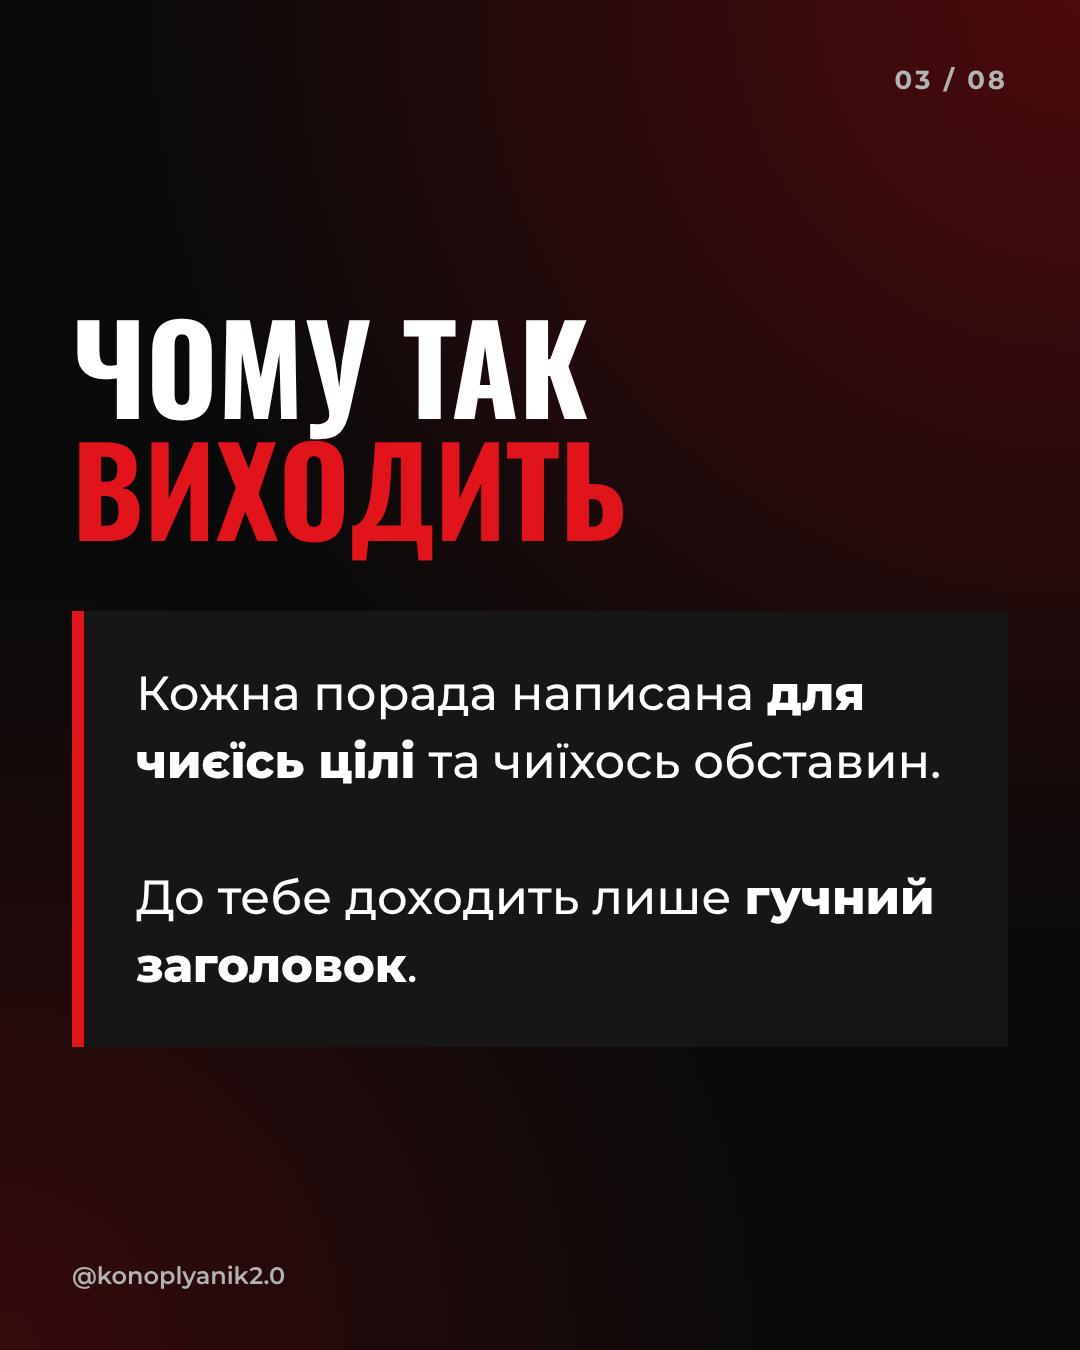 03 / 08
ЧОМУ ТАК
ВИХОДИТЬ
Кожна порада написана для
чиєїсь цілі та чиїхось обставин.
До тебе доходить лише гучний
заголовок.
@konoplyanik2.0